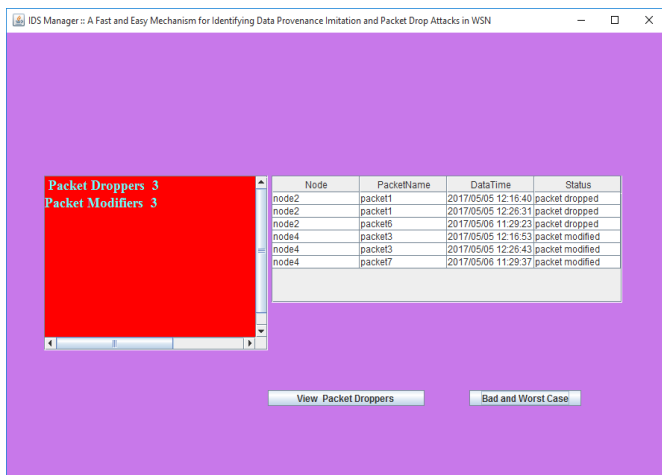 IDS Manager :: A Fast and Easy Mechanism for Identifying Data Provenance Imitation and Packet Drop Attacks in WSN
Packet Droppers 3
Packet Modifiers 3
Node PacketName DataTime Status
node2 packet1 2017/05/05 12:16:40 packet dropped
node2 packet1 2017/05/05 12:26:31 packet dropped
node2 packet6 2017/05/06 11:29:23 packet dropped
node4 packet3 2017/05/05 12:16:53 packet modified
node4 packet3 2017/05/05 12:26:43 packet modified
node4 packet7 2017/05/06 11:29:37 packet modified
View Packet Droppers
Bad and Worst Case